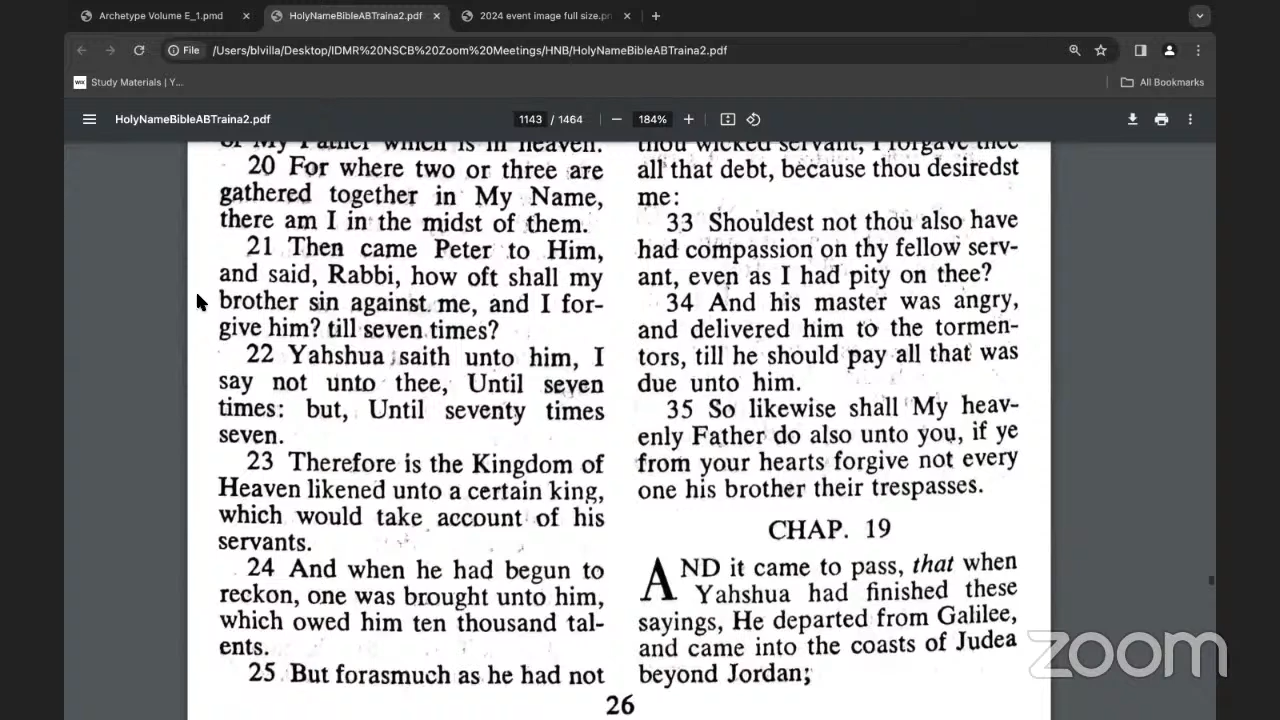 Archetype Volume E_1.pmd
HolyNameBibleABTraina2.pdf
2024 event image full size.pn
File
/Users/blvilla/Desktop/IDMR%20NSCB%20Zoom%20Meetings/HNB/HolyNameBibleABTraina2.pdf
Study Materials | Y...
All Bookmarks
HolyNameBibleABTraina2.pdf
1143 / 1464
184%
of My Father which is in heaven.
20 For where two or three are
gathered together in My Name,
there am I in the midst of them.
21 Then came Peter to Him,
and said, Rabbi, how oft shall my
brother sin against me, and I for-
give him? till seven times?
22 Yahshua saith unto him, I
say not unto thee, Until seven
times: but, Until seventy times
seven.
23 Therefore is the Kingdom of
Heaven likened unto a certain king,
which would take account of his
servants.
24 And when he had begun to
reckon, one was brought unto him,
which owed him ten thousand tal-
ents.
25 But forasmuch as he had not
thou wicked servant, I forgave thee
all that debt, because thou desiredst
me:
33 Shouldest not thou also have
had compassion on thy fellow serv-
ant, even as I had pity on thee?
34 And his master was angry,
and delivered him to the tormen-
tors, till he should pay all that was
due unto him.
35 So likewise shall My heav-
enly Father do also unto you, if ye
from your hearts forgive not every
one his brother their trespasses.
CHAP. 19
AND it came to pass, that when
Yahshua had finished these
sayings, He departed from Galilee,
and came into the coasts of Judea
beyond Jordan;
26
zoom